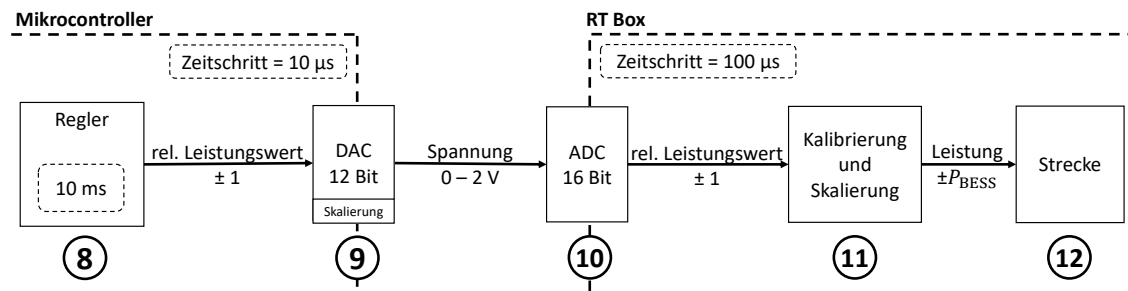 Mikrocontroller
RT Box
Zeitschritt = 10 µs
Zeitschritt = 100 µs
Regler
10 ms
rel. Leistungswert
± 1
DAC
12 Bit
Skalierung
Spannung
0 – 2 V
ADC
16 Bit
rel. Leistungswert
± 1
Kalibrierung
und
Skalierung
Leistung
±P_BESS
Strecke
8
9
10
11
12